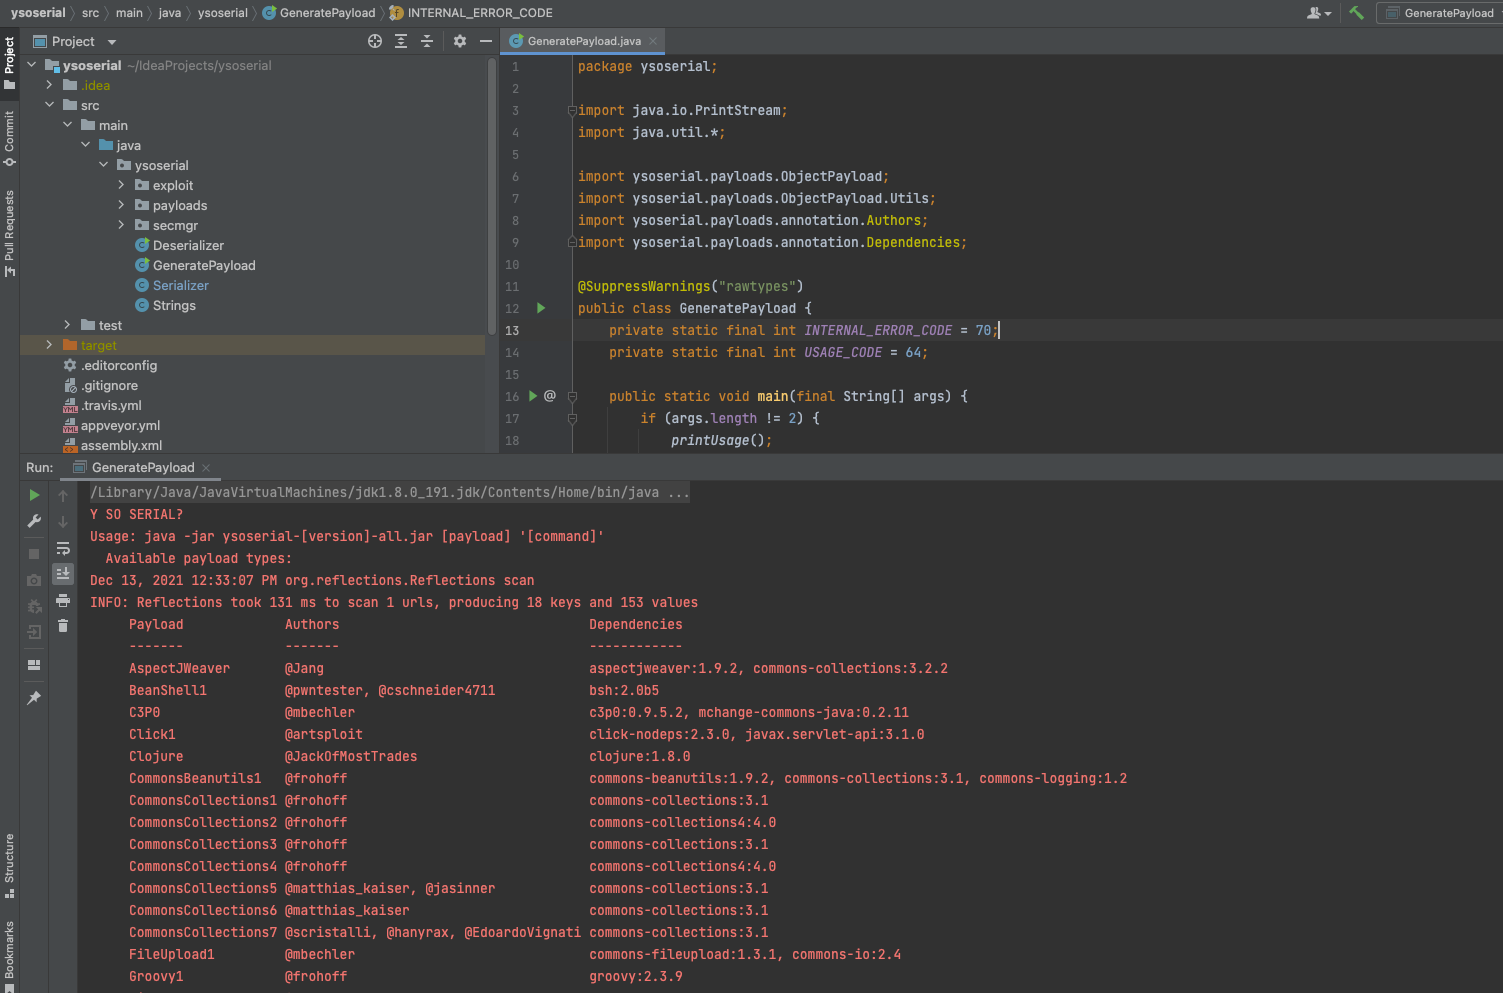 ysoserial src main java ysoserial GeneratePayload INTERNAL_ERROR_CODE GeneratePayload
Project
Commit
Pull Requests
Structure
Bookmarks
Project
ysoserial ~/IdeaProjects/ysoserial
.idea
src
main
java
ysoserial
exploit
payloads
secmgr
Deserializer
GeneratePayload
Serializer
Strings
test
target
.editorconfig
.gitignore
.travis.yml
appveyor.yml
assembly.xml
GeneratePayload.java
1 package ysoserial;
2
3 import java.io.PrintStream;
4 import java.util.*;
5
6 import ysoserial.payloads.ObjectPayload;
7 import ysoserial.payloads.ObjectPayload.Utils;
8 import ysoserial.payloads.annotation.Authors;
9 import ysoserial.payloads.annotation.Dependencies;
10
11 @SuppressWarnings("rawtypes")
12 public class GeneratePayload {
13 private static final int INTERNAL_ERROR_CODE = 70;
14 private static final int USAGE_CODE = 64;
15
16 @ public static void main(final String[] args) {
17 if (args.length != 2) {
18 printUsage();
Run: GeneratePayload
/Library/Java/JavaVirtualMachines/jdk1.8.0_191.jdk/Contents/Home/bin/java ...
Y SO SERIAL?
Usage: java -jar ysoserial-[version]-all.jar [payload] '[command]'
Available payload types:
Dec 13, 2021 12:33:07 PM org.reflections.Reflections scan
INFO: Reflections took 131 ms to scan 1 urls, producing 18 keys and 153 values
Payload Authors Dependencies
------- ------- ------------
AspectJWeaver @Jang aspectjweaver:1.9.2, commons-collections:3.2.2
BeanShell1 @pwntester, @cschneider4711 bsh:2.0b5
C3P0 @mbechler c3p0:0.9.5.2, mchange-commons-java:0.2.11
Click1 @artsploit click-nodeps:2.3.0, javax.servlet-api:3.1.0
Clojure @JackOfMostTrades clojure:1.8.0
CommonsBeanutils1 @frohoff commons-beanutils:1.9.2, commons-collections:3.1, commons-logging:1.2
CommonsCollections1 @frohoff commons-collections:3.1
CommonsCollections2 @frohoff commons-collections4:4.0
CommonsCollections3 @frohoff commons-collections:3.1
CommonsCollections4 @frohoff commons-collections4:4.0
CommonsCollections5 @matthias_kaiser, @jasinner commons-collections:3.1
CommonsCollections6 @matthias_kaiser commons-collections:3.1
CommonsCollections7 @scristalli, @hanyrax, @EdoardoVignati commons-collections:3.1
FileUpload1 @mbechler commons-fileupload:1.3.1, commons-io:2.4
Groovy1 @frohoff groovy:2.3.9